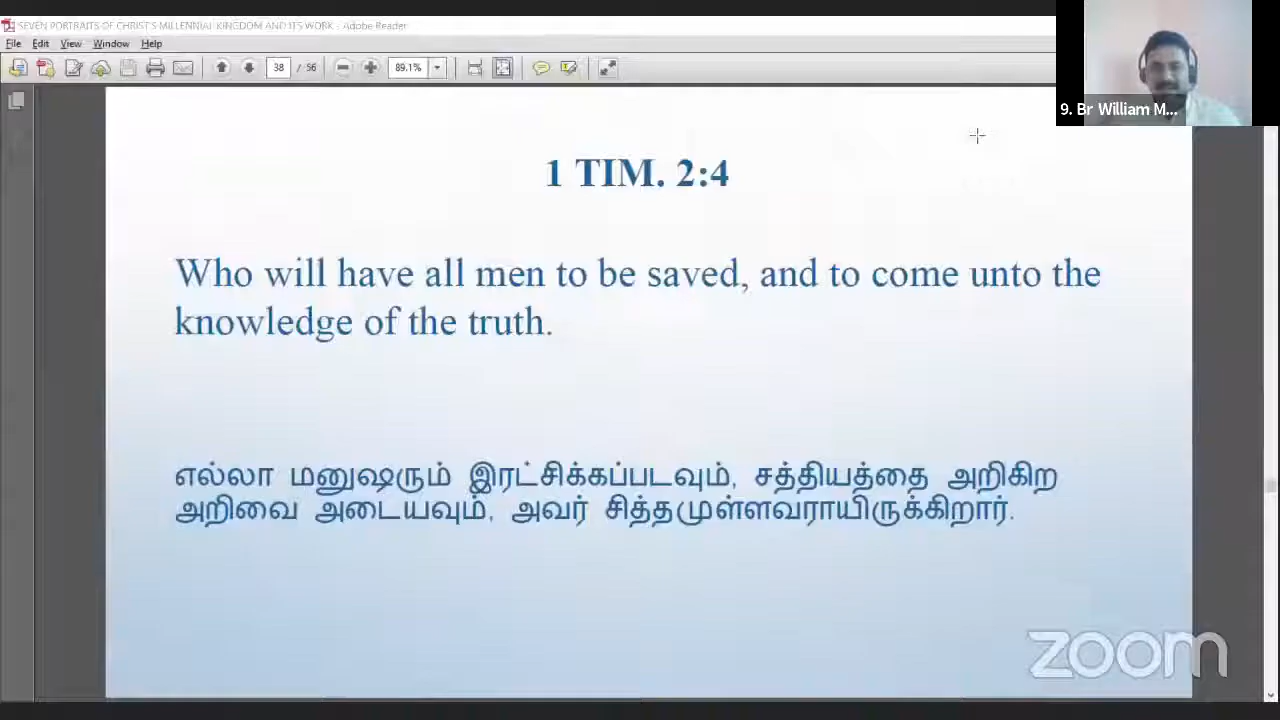 SEVEN PORTRAITS OF CHRIST'S MILLENNIAL KINGDOM AND ITS WORK - Adobe Reader
File Edit View Window Help
38 / 56 89.1%
9. Br William M...
1 TIM. 2:4
Who will have all men to be saved, and to come unto the
knowledge of the truth.
எல்லா மனுஷரும் இரட்சிக்கப்படவும், சத்தியத்தை அறிகிற
அறிவை அடையவும், அவர் சித்தமுள்ளவராயிருக்கிறார்.
zoom